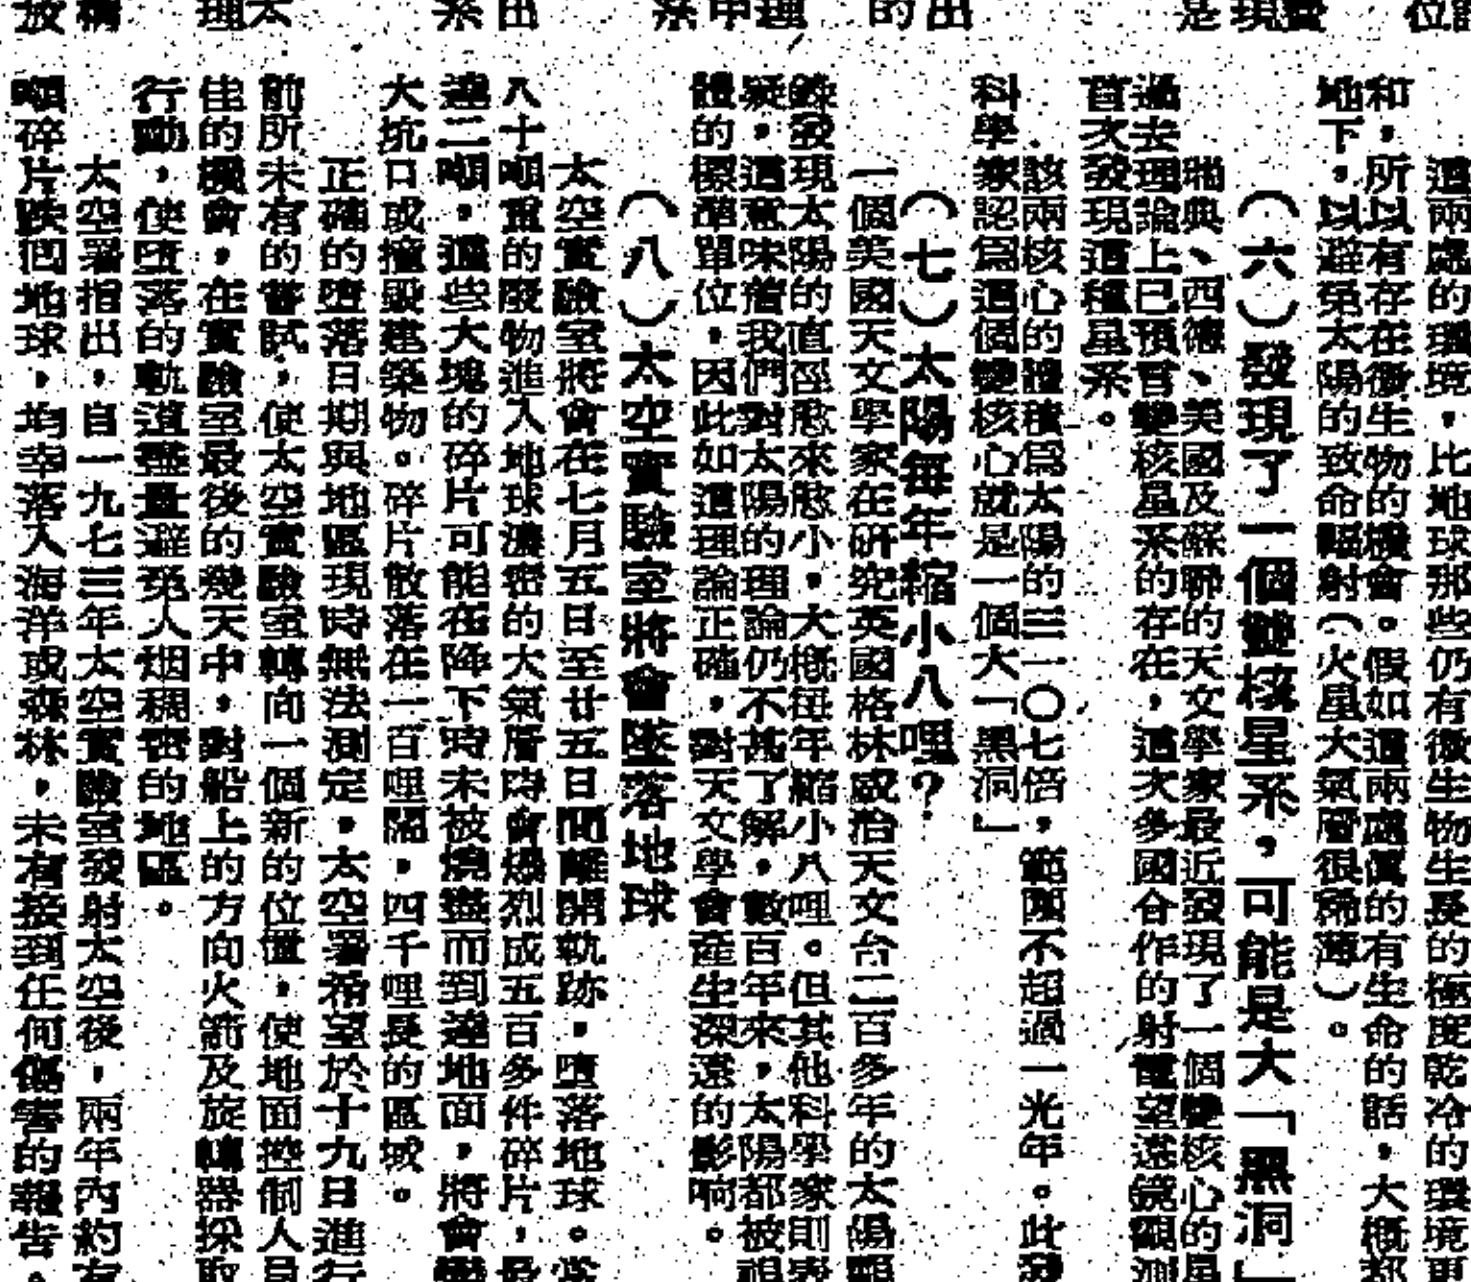 這兩處的環境，比地球那些仍有微生物生長的極度乾冷的環境更
和，所以有存在微生物的機會。假如這兩處眞的有生命的話，大概都
地下，以避免太陽的致命輻射（火星大氣層很稀薄）。
（六）發現了一個雙核星系，可能是大「黑洞」
瑞典、西德、美國及蘇聯的天文學家最近發現了一個雙核心的星
過去理論上已預言雙核星系的存在，這次多國合作的射電望遠鏡觀測
首次發現這種星系。
該兩核心的體積爲太陽的三一〇七倍，範圍不超過一光年。此發
科學家認爲這個雙核心就是一個大「黑洞」
（七）太陽每年縮小八哩？
一個美國天文學家在研究英國格林威治天文台二百多年的太陽觀
錄發現太陽的直徑愈來愈小，大概每年縮小八哩。但其他科學家則表
疑，這意味着我們對太陽的理論仍不甚了解，數百年來，太陽都被視
體的標準單位，因此如這理論正確，對天文學會產生深遠的影响。
（八）太空實驗室將會墜落地球
太空實驗室將會在七月五日至廿五日間離開軌跡，墮落地球。當
八十噸重的廢物進入地球濃密的大氣層時會爆烈成五百多件碎片，最
達二噸，這些大塊的碎片可能在降下時未被燒盡而到達地面，將會
大坑口或撞毀建築物。碎片散落在一百哩闊，四千哩長的區域。
正確的墮落日期與地區現時無法測定，太空署希望於十九日進行
前所未有的嘗試，使太空實驗室轉向一個新的位置，使地面控制人員
佳的機會，在實驗室最後的幾天中，對船上的方向火箭及旋轉器採取
行動，使墮落的軌道盡量避免人烟稠密的地區。
太空署指出，自一九七三年太空實驗室發射太空後，兩年內約有
噸碎片跌回地球，均幸落入海洋或森林，未有接到任何傷害的報告。